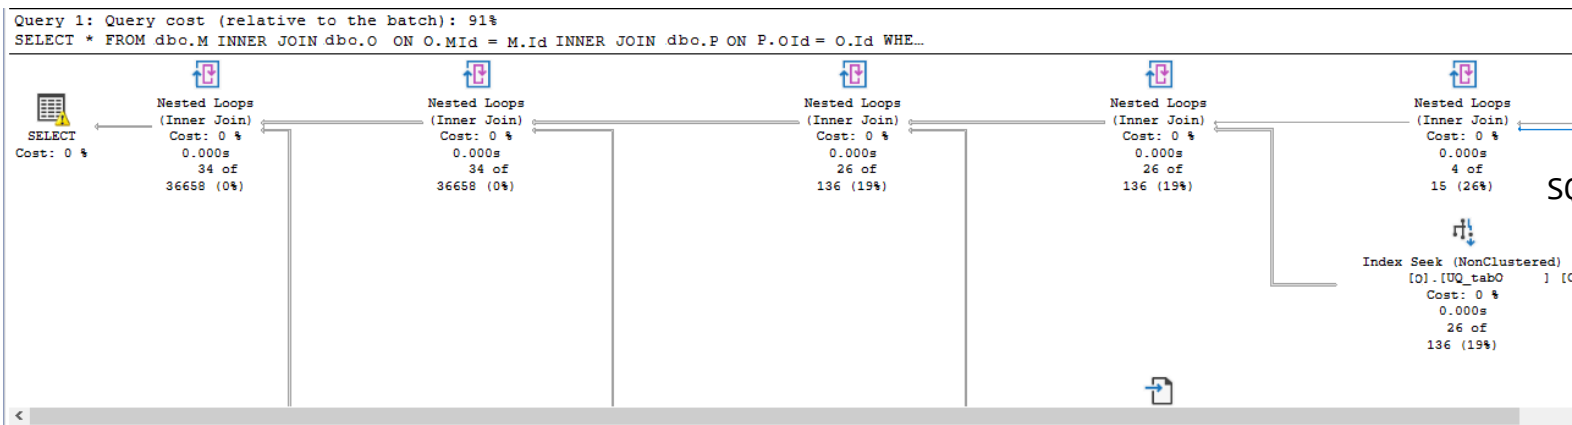 Query 1: Query cost (relative to the batch): 91%
SELECT * FROM dbo.M INNER JOIN dbo.O ON O.MId = M.Id INNER JOIN dbo.P ON P.OId = O.Id WHE…
SELECT
Cost: 0 %
Nested Loops
(Inner Join)
Cost: 0 %
0.000s
34 of
36658 (0%)
Nested Loops
(Inner Join)
Cost: 0 %
0.000s
34 of
36658 (0%)
Nested Loops
(Inner Join)
Cost: 0 %
0.000s
26 of
136 (19%)
Nested Loops
(Inner Join)
Cost: 0 %
0.000s
26 of
136 (19%)
Nested Loops
(Inner Join)
Cost: 0 %
0.000s
4 of
15 (26%)
Index Seek (NonClustered)
[O].[UQ_tabO ]
Cost: 0 %
0.000s
26 of
136 (19%)